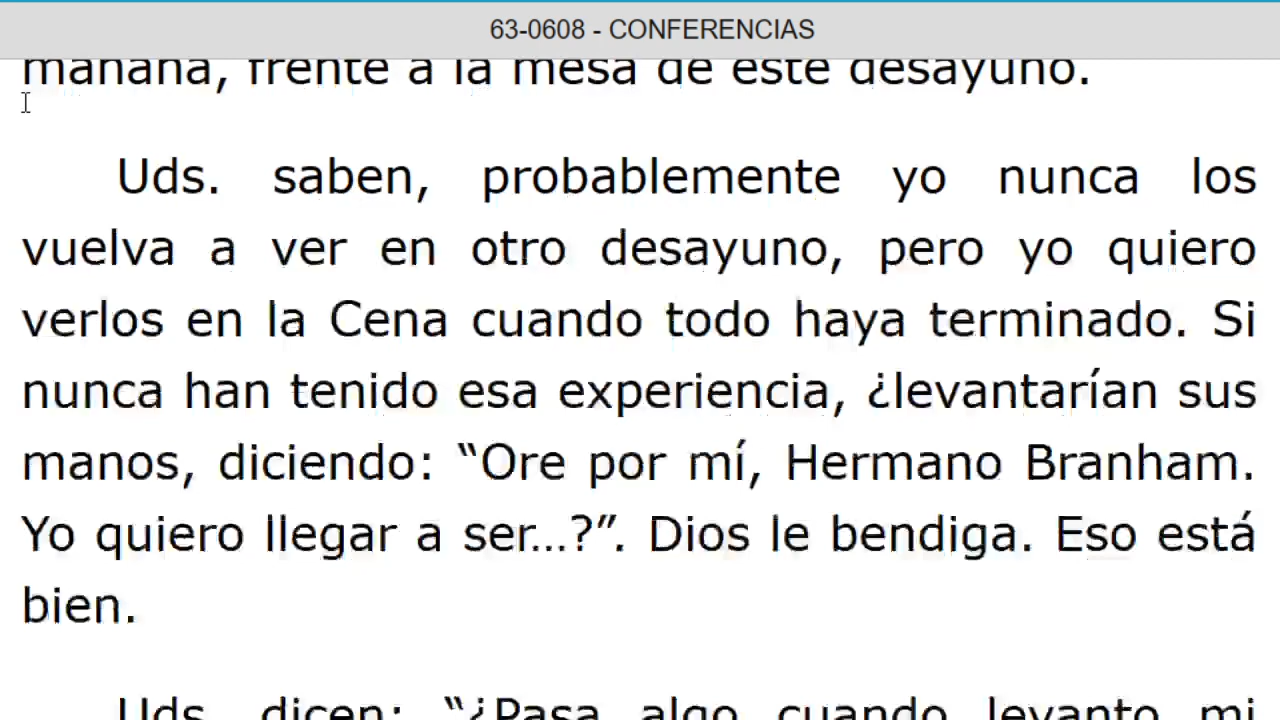 63-0608 - CONFERENCIAS
mañana, frente a la mesa de este desayuno.
Uds. saben, probablemente yo nunca los
vuelva a ver en otro desayuno, pero yo quiero
verlos en la Cena cuando todo haya terminado. Si
nunca han tenido esa experiencia, ¿levantarían sus
manos, diciendo: “Ore por mí, Hermano Branham.
Yo quiero llegar a ser...?”. Dios le bendiga. Eso está
bien.
Uds. dicen: “¿Pasa algo cuando levanto mi